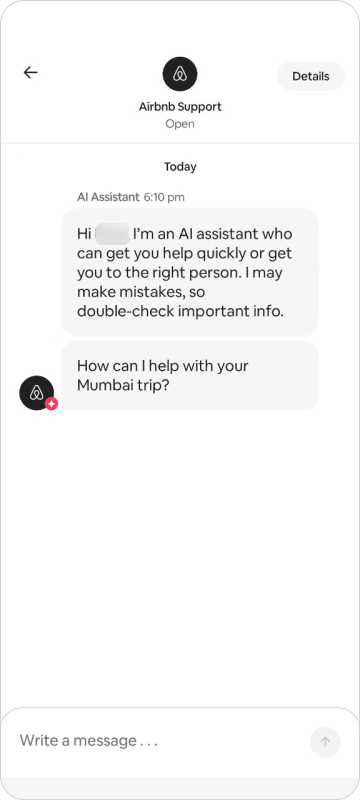 Details
Airbnb Support
Open
Today
AI Assistant 6:10 pm
Hi I'm an AI assistant who
can get you help quickly or get
you to the right person. I may
make mistakes, so
double-check important info.
How can I help with your
Mumbai trip?
Write a message . . .